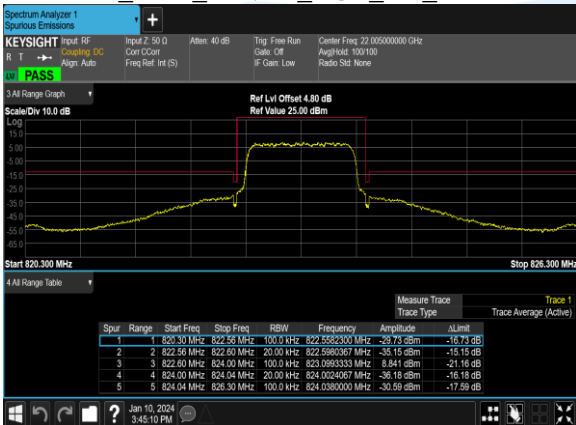 Spectrum Analyzer 1
Spurious Emissions
KEYSIGHT Input: RF Input Z: 50 Ω Atten: 40 dB Trig: Free Run Center Freq: 22.005000000 GHz
R T Coupling: DC Corr CCorr Gate: Off Avg|Hold: 100/100
Align: Auto Freq Ref: Int (S) IF Gain: Low Radio Std: None
LW PASS
3 All Range Graph
Ref Lvl Offset 4.80 dB
Scale/Div 10.0 dB Ref Value 25.00 dBm
Log
15.0
5.00
-5.00
-15.0
-25.0
-35.0
-45.0
-55.0
-65.0
Start 820.300 MHz Stop 826.300 MHz
4 All Range Table
Measure Trace Trace 1
Trace Type Trace Average (Active)
Spur Range Start Freq Stop Freq RBW Frequency Amplitude ΔLimit
1 1 820.30 MHz 822.56 MHz 100.0 kHz 822.5582300 MHz -29.73 dBm -16.73 dB
2 2 822.56 MHz 822.60 MHz 20.00 kHz 822.5980367 MHz -35.15 dBm -15.15 dB
3 3 822.60 MHz 824.00 MHz 100.0 kHz 823.0993333 MHz 8.841 dBm -21.16 dB
4 4 824.00 MHz 824.04 MHz 20.00 kHz 824.0024067 MHz -36.18 dBm -16.18 dB
5 5 824.04 MHz 826.30 MHz 100.0 kHz 824.0380000 MHz -30.59 dBm -17.59 dB
Jan 10, 2024
3:45:10 PM